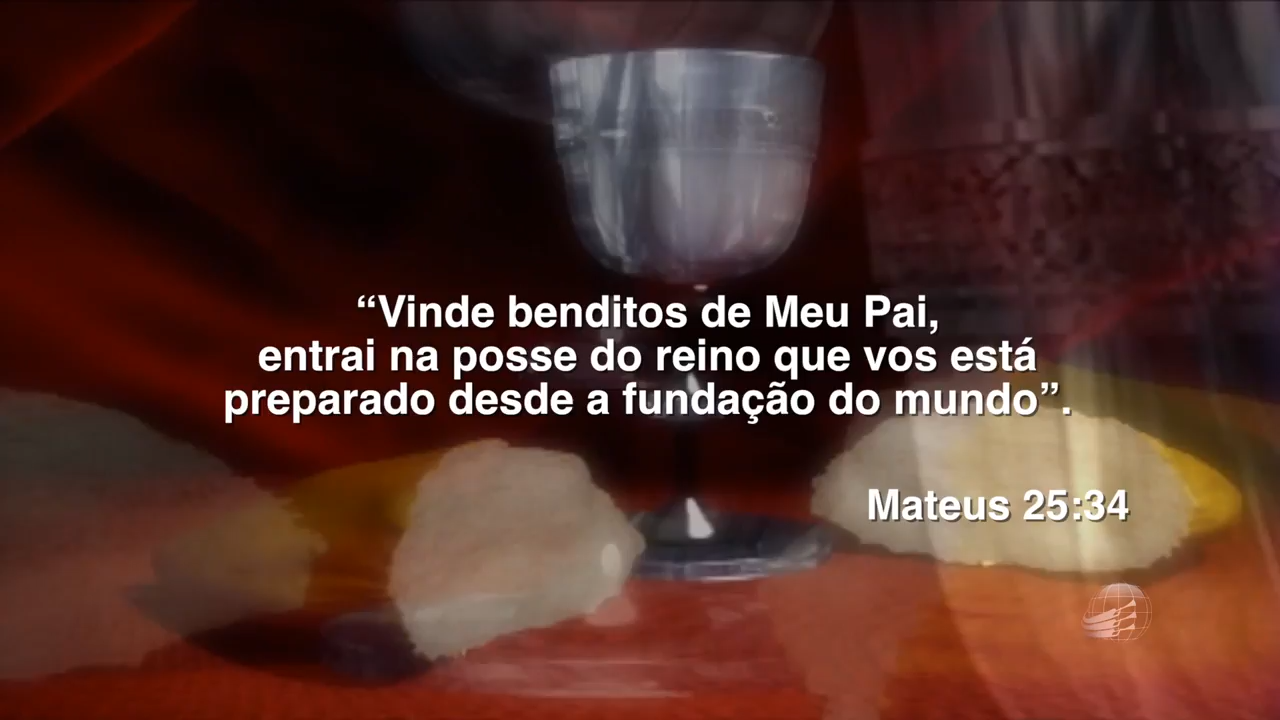 “Vinde benditos de Meu Pai,
entrai na posse do reino que vos está
preparado desde a fundação do mundo”.
Mateus 25:34